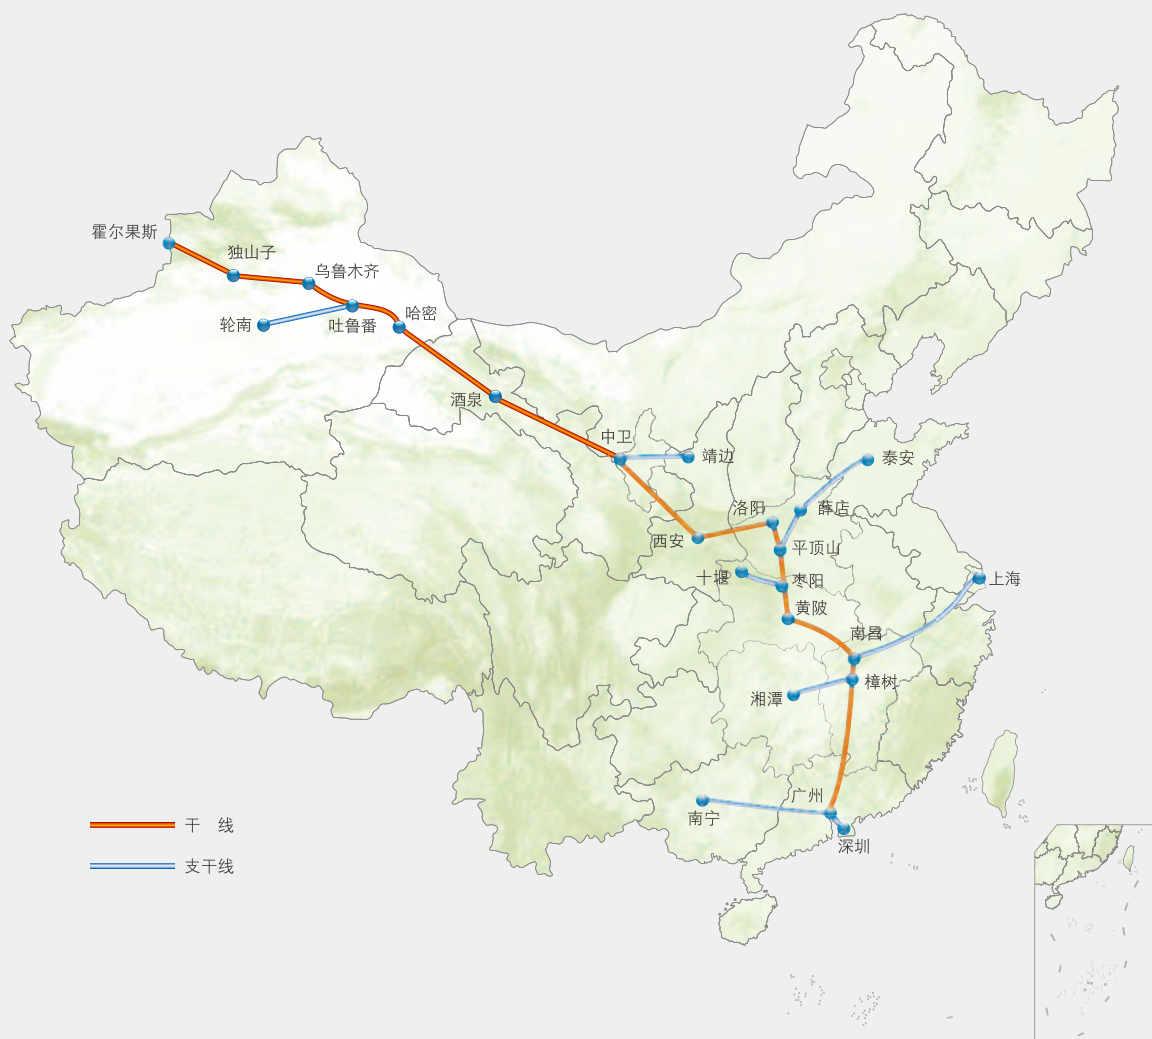 霍尔果斯
独山子
乌鲁木齐
轮南
吐鲁番
哈密
酒泉
中卫
靖边
泰安
洛阳
薛店
西安
平顶山
十堰
枣阳
上海
黄陂
南昌
樟树
湘潭
广州
南宁
深圳
干 线
支干线